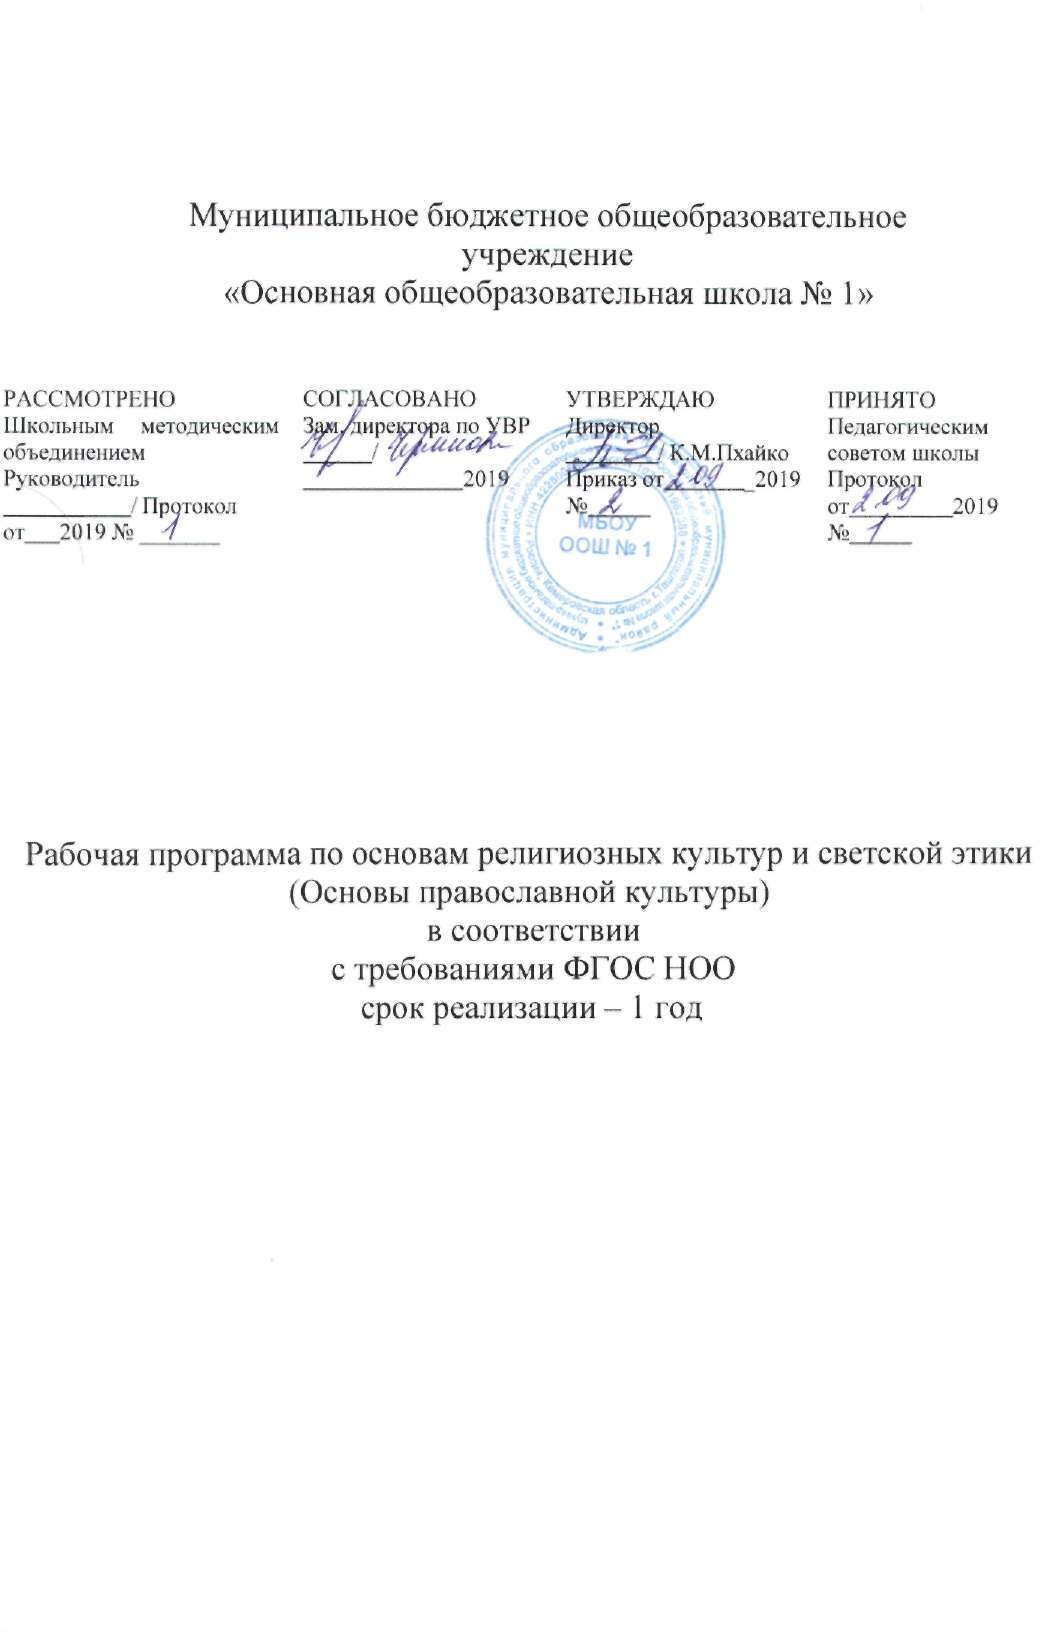 Муниципальное бюджетное общеобразовательное
учреждение
«Основная общеобразовательная школа № 1»
РАССМОТРЕНО
Школьным методическим
объединением
Руководитель
___________/ Протокол
от___2019 № 1
СОГЛАСОВАНО
Зам. директора по УВР
______/
______________2019
УТВЕРЖДАЮ
Директор
________/ К.М.Пхайко
Приказ от 2 09 2019
№ 2
МБОУ
ООШ № 1
ПРИНЯТО
Педагогическим
советом школы
Протокол
от 2 09 2019
№ 1
Рабочая программа по основам религиозных культур и светской этики
(Основы православной культуры)
в соответствии
с требованиями ФГОС НОО
срок реализации – 1 год